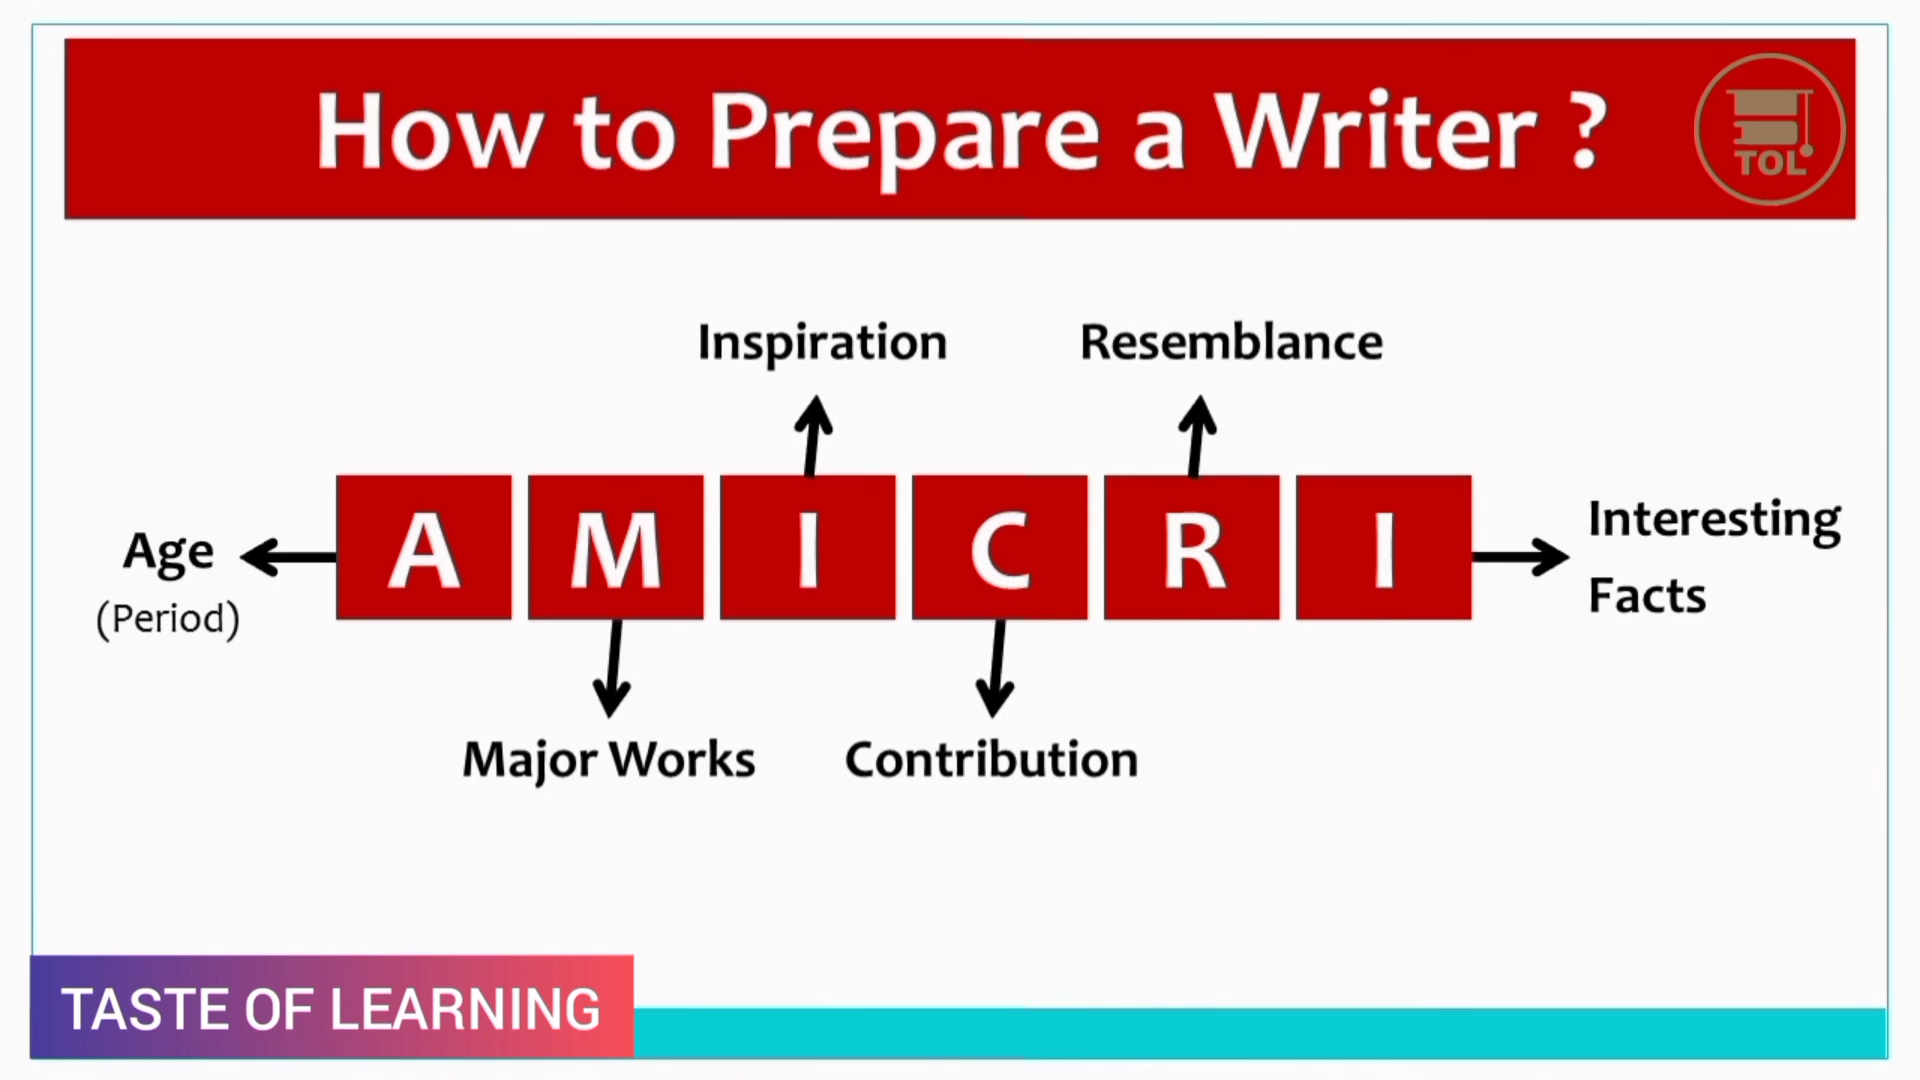 How to Prepare a Writer ?
TOL
Inspiration
Resemblance
A M I C R I
Age
(Period)
Interesting
Facts
Major Works
Contribution
TASTE OF LEARNING